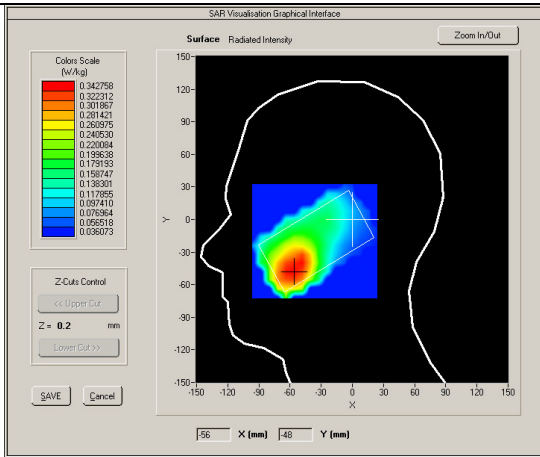 SAR Visualisation Graphical Interface
Surface Radiated Intensity
Zoom In/Out
Colors Scale
(W/kg)
0.342758
0.322312
0.301867
0.281421
0.260975
0.240530
0.220084
0.199638
0.179193
0.158747
0.138301
0.117855
0.097410
0.076964
0.056518
0.036073
Z-Cuts Control
<< Upper Cut
Z = 0.2 mm
Lower Cut >>
SAVE Cancel
150-
120-
90-
60-
30-
0-
-30-
-60-
-90-
-120-
-150-
Y
-150 -120 -90 -60 -30 0 30 60 90 120 150
X
-56 X (mm) -48 Y (mm)